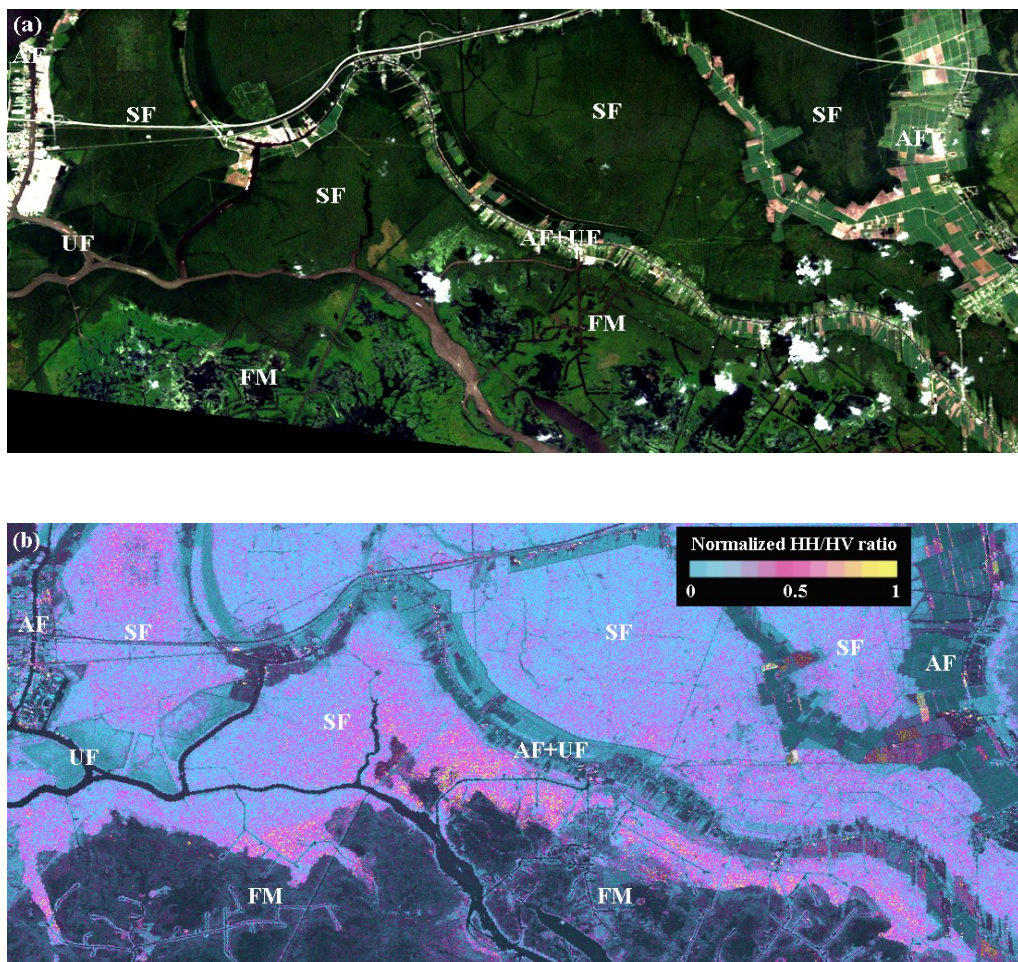 (a)
AF
SF
SF
SF
AF
SF
UF
AF+UF
FM
FM
(b)
Normalized HH/HV ratio
0 0.5 1
AF
SF
SF
SF
AF
SF
UF
AF+UF
FM
FM